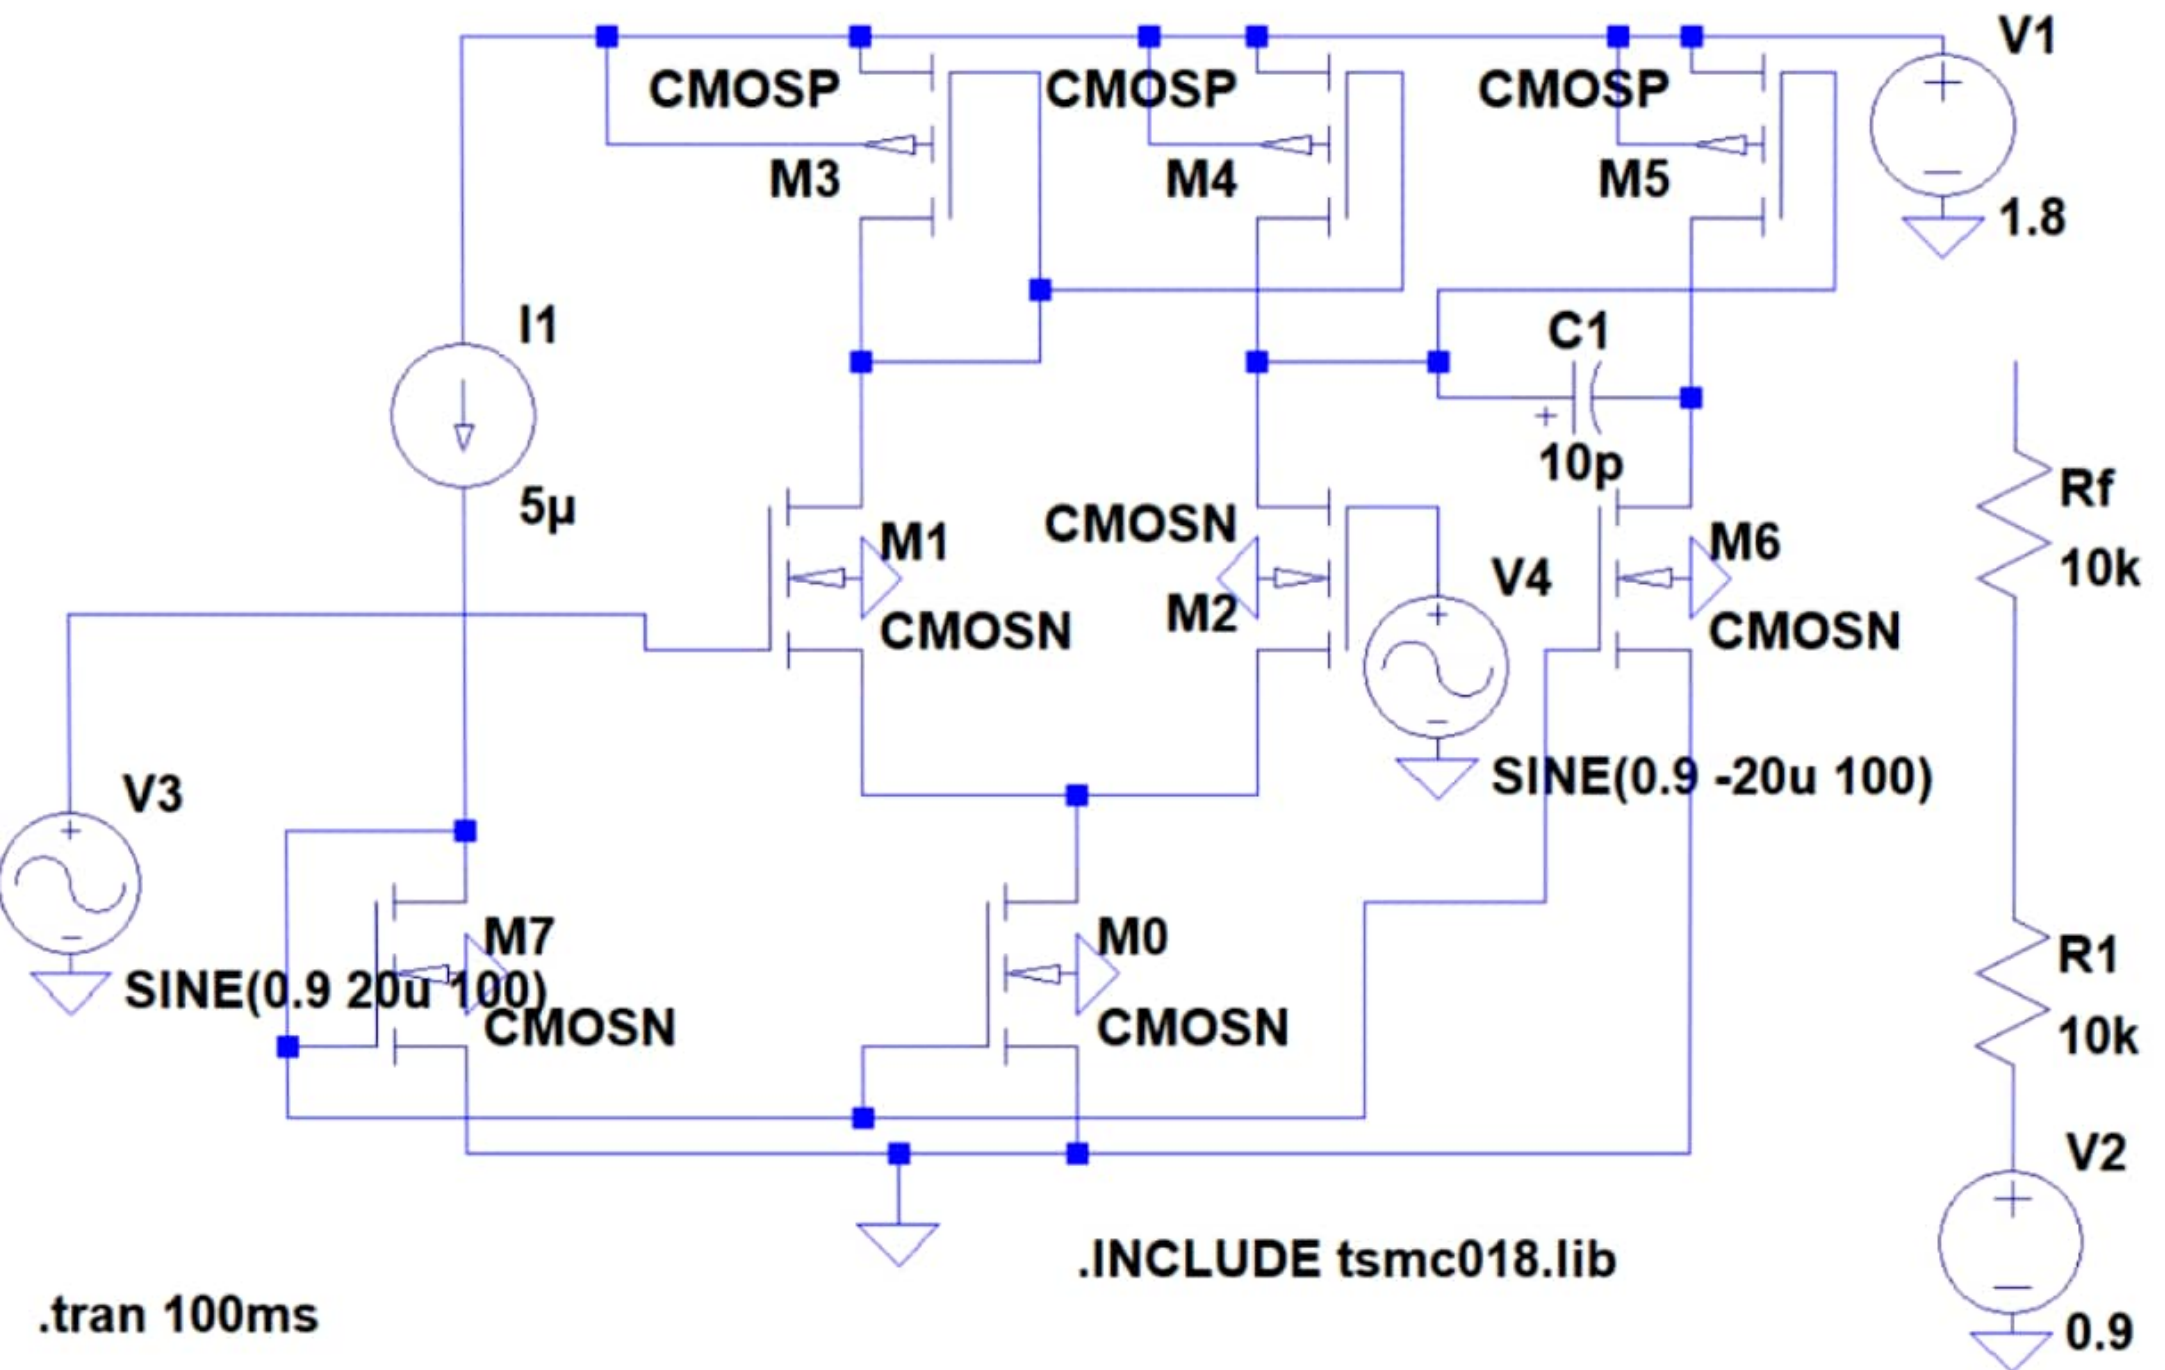 V1
CMOSP
CMOSP
CMOSP
M3
M4
M5
1.8
I1
C1
5µ
+
10p
Rf
10k
CMOSN
M1
M6
V4
M2
CMOSN
CMOSN
V3
SINE(0.9 -20u 100)
M7
M0
R1
SINE(0.9 20u 100)
CMOSN
CMOSN
10k
V2
.INCLUDE tsmc018.lib
.tran 100ms
0.9